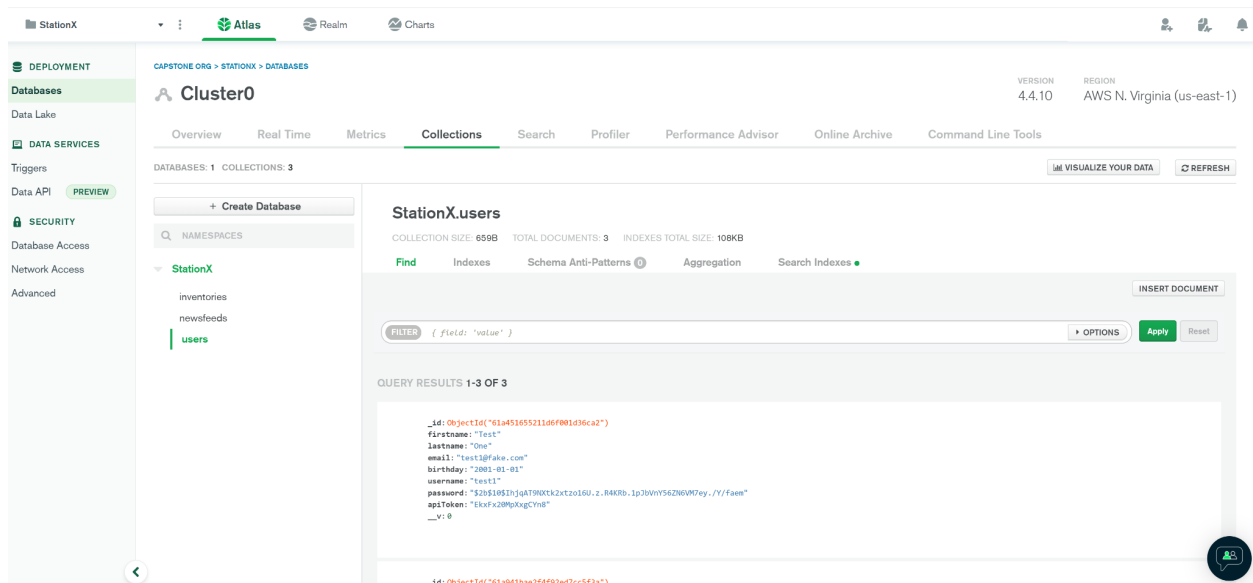 StationX
Atlas
Realm
Charts
DEPLOYMENT
Databases
Data Lake
DATA SERVICES
Triggers
Data API PREVIEW
SECURITY
Database Access
Network Access
Advanced
CAPSTONE ORG > STATIONX > DATABASES
Cluster0
VERSION
4.4.10
REGION
AWS N. Virginia (us-east-1)
Overview Real Time Metrics Collections Search Profiler Performance Advisor Online Archive Command Line Tools
DATABASES: 1 COLLECTIONS: 3
VISUALIZE YOUR DATA
REFRESH
+ Create Database
NAMESPACES
StationX
inventories
newsfeeds
users
StationX.users
COLLECTION SIZE: 659B TOTAL DOCUMENTS: 3 INDEXES TOTAL SIZE: 108KB
Find Indexes Schema Anti-Patterns 0 Aggregation Search Indexes
INSERT DOCUMENT
FILTER { field: 'value' }
OPTIONS
Apply
Reset
QUERY RESULTS 1-3 OF 3
_id: ObjectId("61a451655211d6f001d36ca2")
firstname: "Test"
lastname: "One"
email: "test1@fake.com"
birthday: "2001-01-01"
username: "test1"
password: "$2b$10$IhjqAT9NXtk2xtzo16U.z.R4KRb.1pJbVnY56ZN6VM7ey./Y/faem"
apiToken: "EkxFx20MpXxgCYn8"
__v: 0